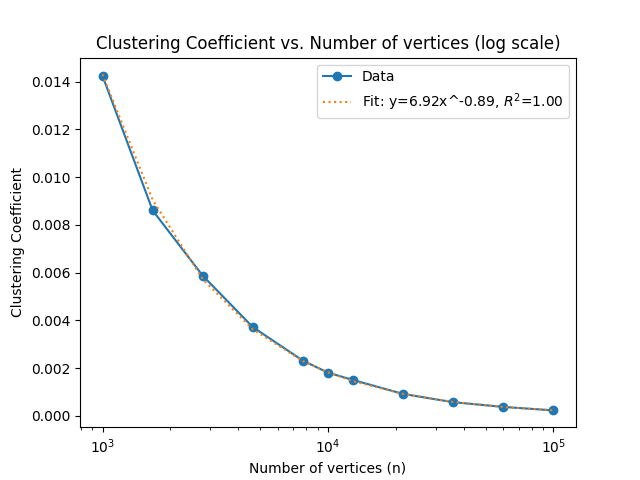 Clustering Coefficient vs. Number of vertices (log scale)
Data
Fit: y=6.92x^-0.89, $R^2$=1.00
Clustering Coefficient
0.014
0.012
0.010
0.008
0.006
0.004
0.002
0.000
10³
10⁴
10⁵
Number of vertices (n)